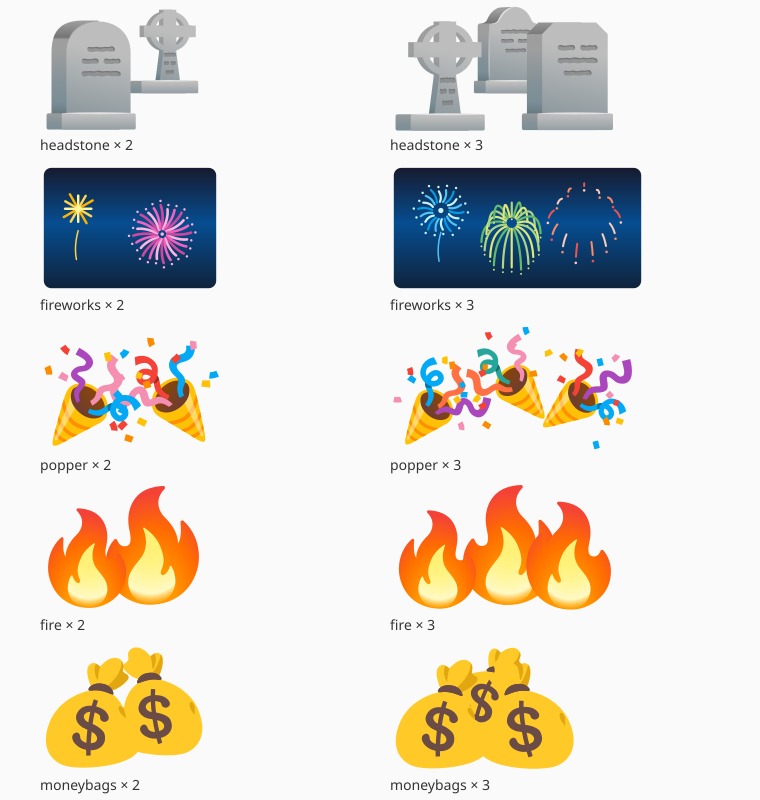 headstone × 2
headstone × 3
fireworks × 2
fireworks × 3
popper × 2
popper × 3
fire × 2
fire × 3
$ $
$ $ $
moneybags × 2
moneybags × 3